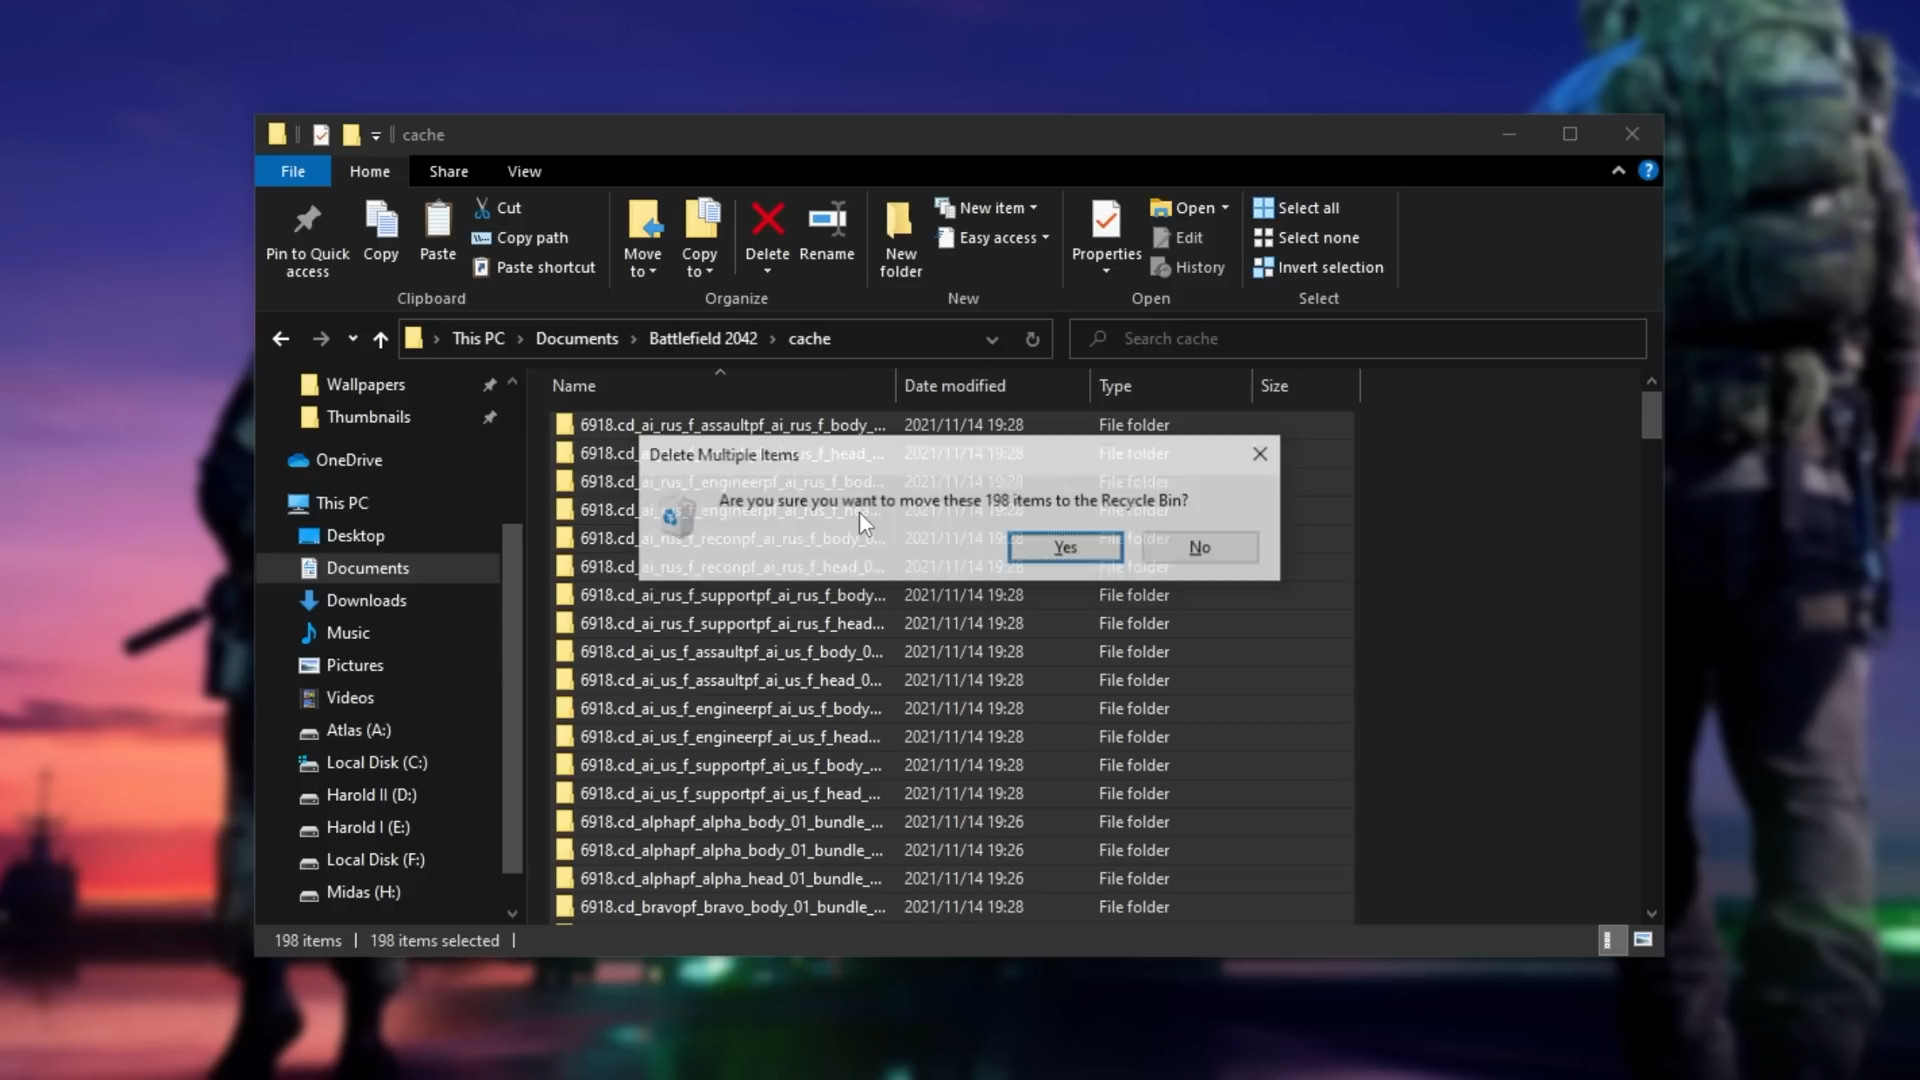 cache
File Home Share View
Pin to Quick access
Copy
Paste
Cut
Copy path
Paste shortcut
Clipboard
Move to
Copy to
Delete
Rename
Organize
New folder
New item
Easy access
New
Properties
Open
Edit
History
Open
Select all
Select none
Invert selection
Select
This PC > Documents > Battlefield 2042 > cache
Search cache
Wallpapers
Thumbnails
OneDrive
This PC
Desktop
Documents
Downloads
Music
Pictures
Videos
Atlas (A:)
Local Disk (C:)
Harold II (D:)
Harold I (E:)
Local Disk (F:)
Midas (H:)
Name Date modified Type Size
6918.cd_ai_rus_f_assaultpf_ai_rus_f_body_... 2021/11/14 19:28 File folder
Delete Multiple Items
Are you sure you want to move these 198 items to the Recycle Bin?
Yes No
6918.cd_ai_rus_f_supportpf_ai_rus_f_body... 2021/11/14 19:28 File folder
6918.cd_ai_rus_f_supportpf_ai_rus_f_head... 2021/11/14 19:28 File folder
6918.cd_ai_us_f_assaultpf_ai_us_f_body_0... 2021/11/14 19:28 File folder
6918.cd_ai_us_f_assaultpf_ai_us_f_head_0... 2021/11/14 19:28 File folder
6918.cd_ai_us_f_engineerpf_ai_us_f_body... 2021/11/14 19:28 File folder
6918.cd_ai_us_f_engineerpf_ai_us_f_head... 2021/11/14 19:28 File folder
6918.cd_ai_us_f_supportpf_ai_us_f_body_... 2021/11/14 19:28 File folder
6918.cd_ai_us_f_supportpf_ai_us_f_head_... 2021/11/14 19:28 File folder
6918.cd_alphapf_alpha_body_01_bundle_... 2021/11/14 19:26 File folder
6918.cd_alphapf_alpha_body_01_bundle_... 2021/11/14 19:26 File folder
6918.cd_alphapf_alpha_head_01_bundle_... 2021/11/14 19:26 File folder
6918.cd_bravopf_bravo_body_01_bundle_... 2021/11/14 19:28 File folder
198 items | 198 items selected |